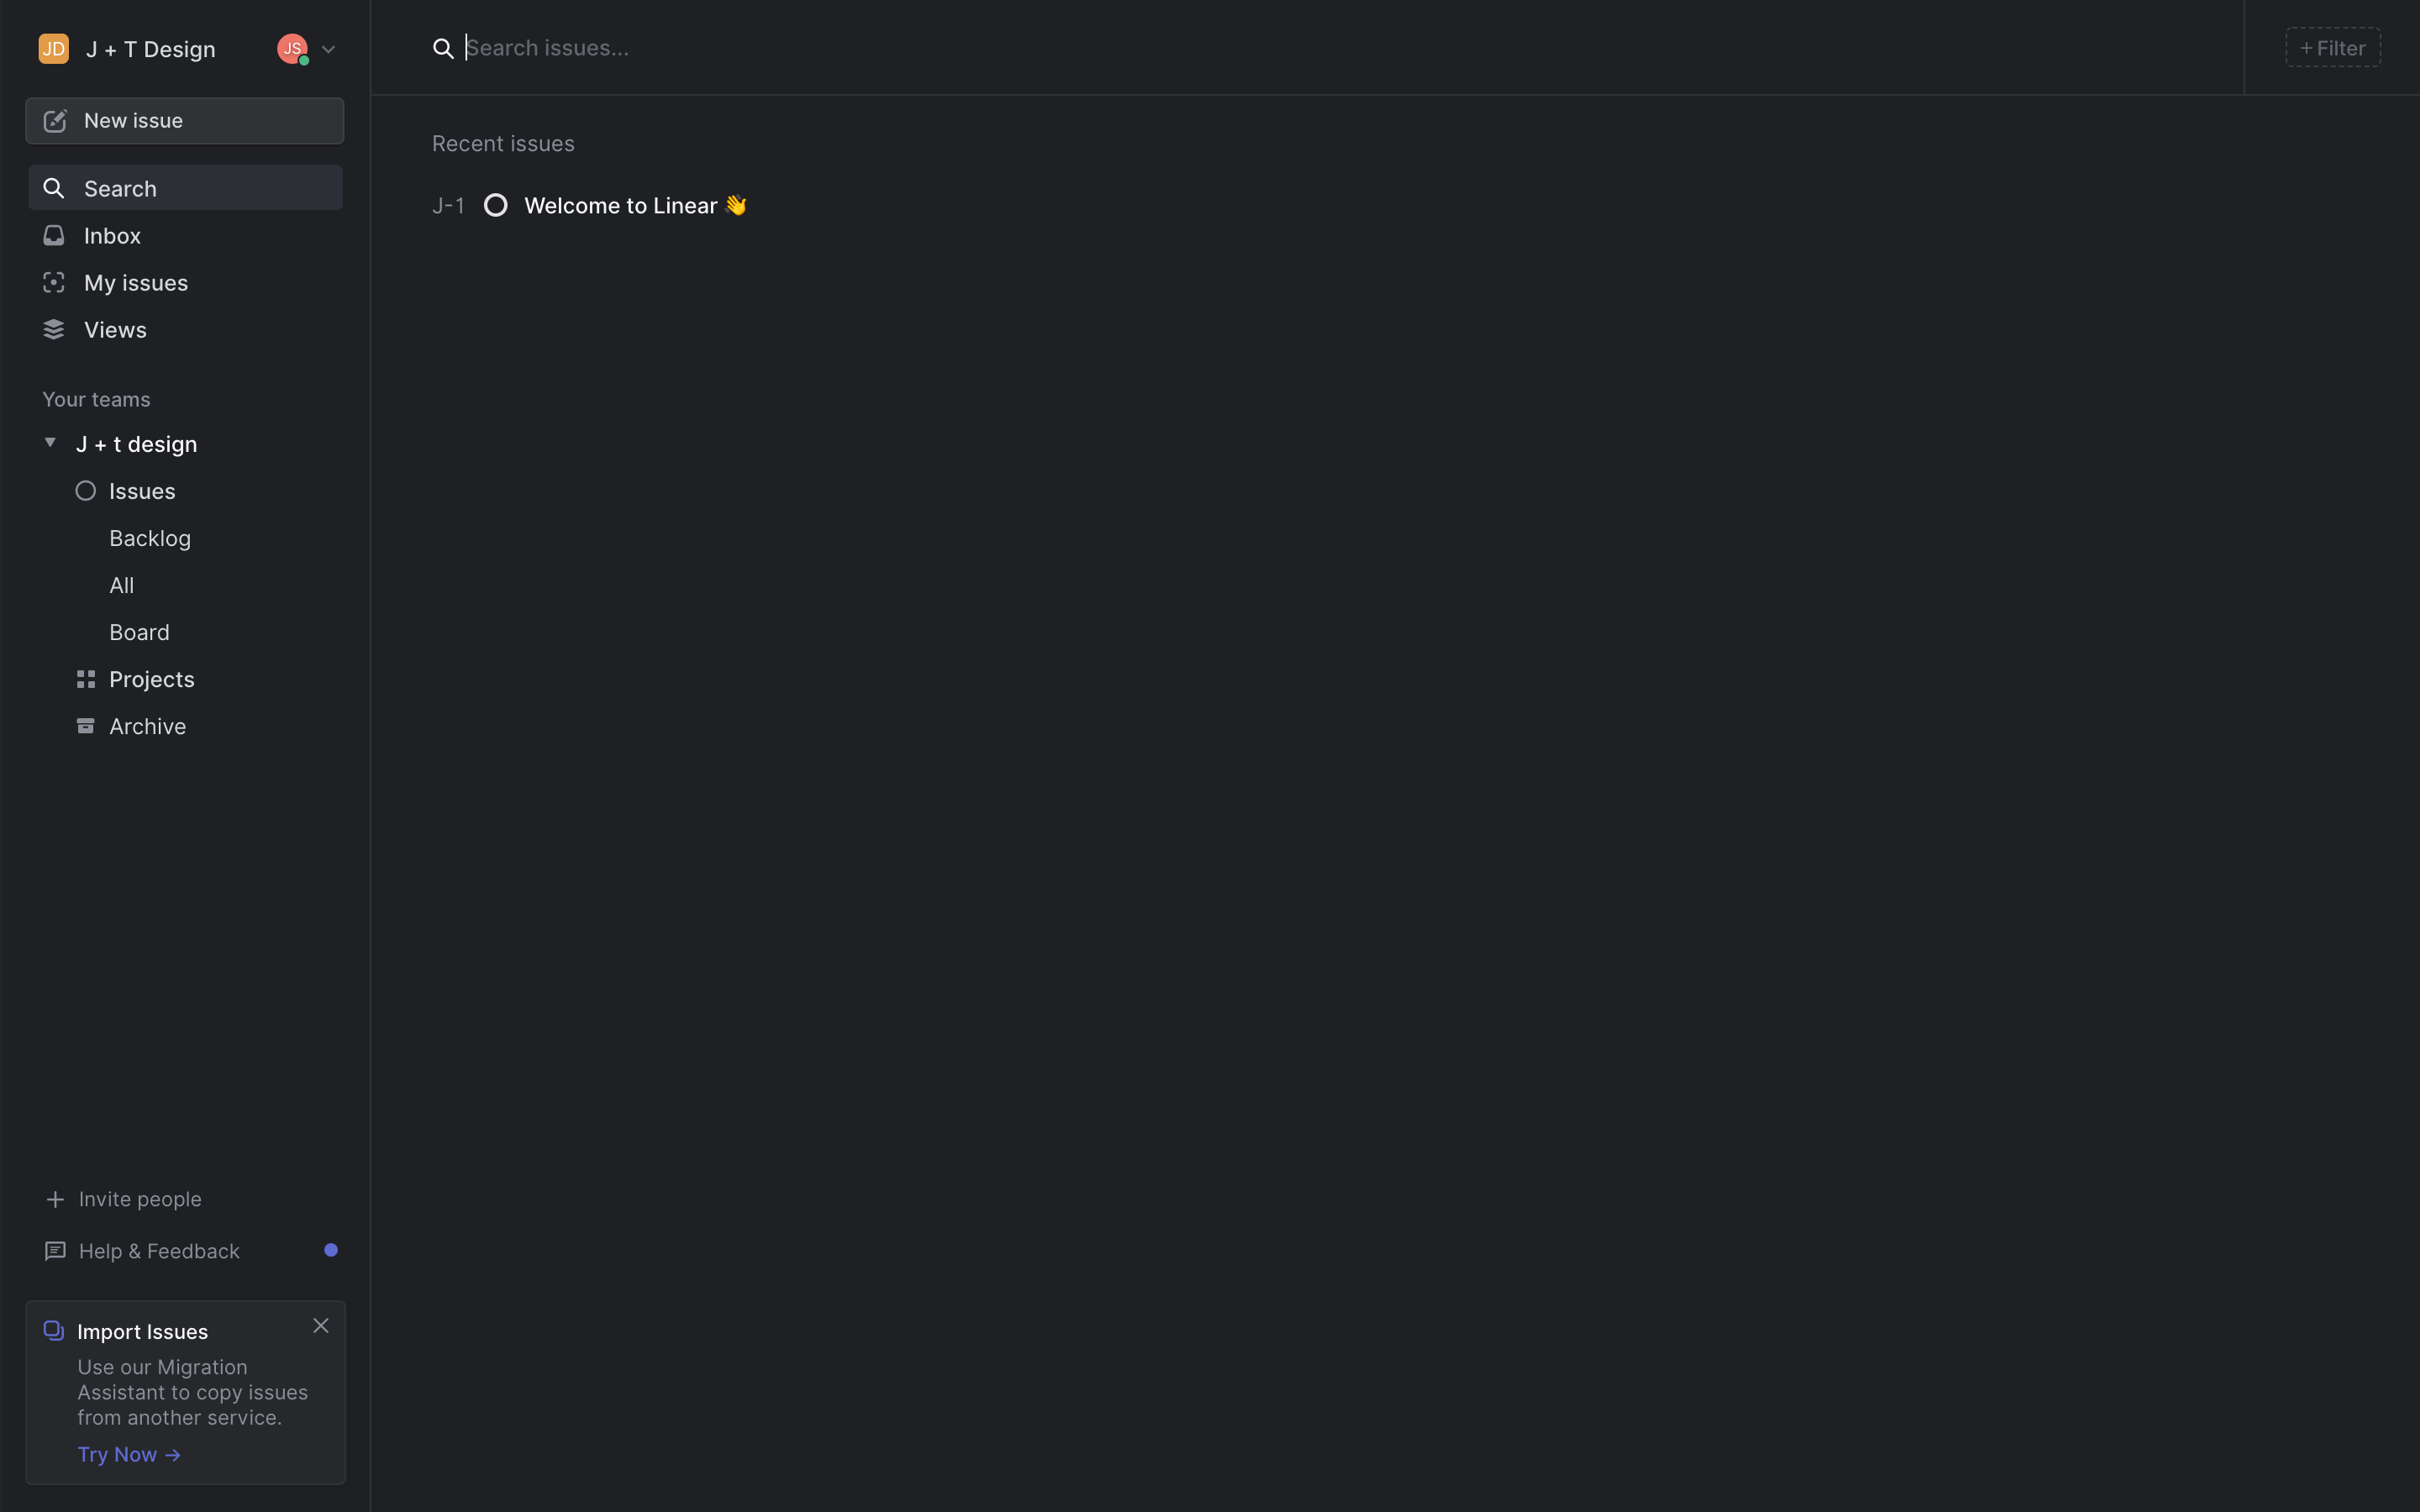 JD J + T Design JS
New issue
Search
Inbox
My issues
Views
Your teams
J + t design
Issues
Backlog
All
Board
Projects
Archive
Invite people
Help & Feedback
Import Issues
Use our Migration
Assistant to copy issues
from another service.
Try Now →
Search issues...
+ Filter
Recent issues
J-1 Welcome to Linear 👋